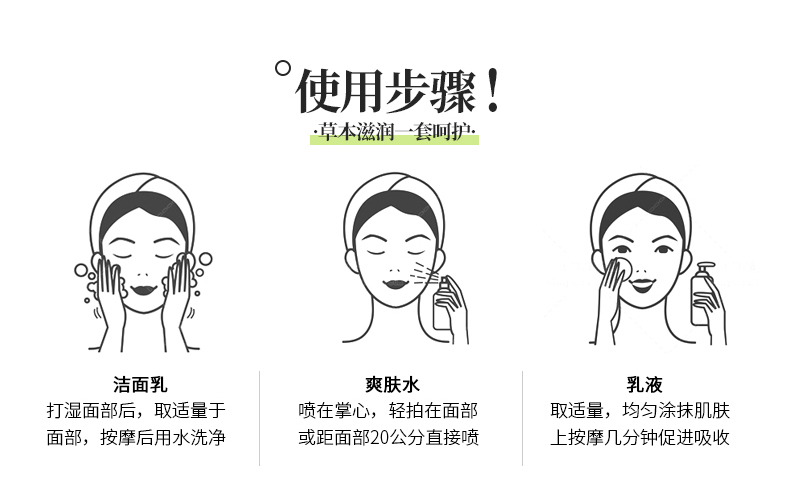 使用步骤！
·草本滋润一套呵护·
洁面乳
打湿面部后，取适量于
面部，按摩后用水洗净
爽肤水
喷在掌心，轻拍在面部
或距面部20公分直接喷
乳液
取适量，均匀涂抹肌肤
上按摩几分钟促进吸收